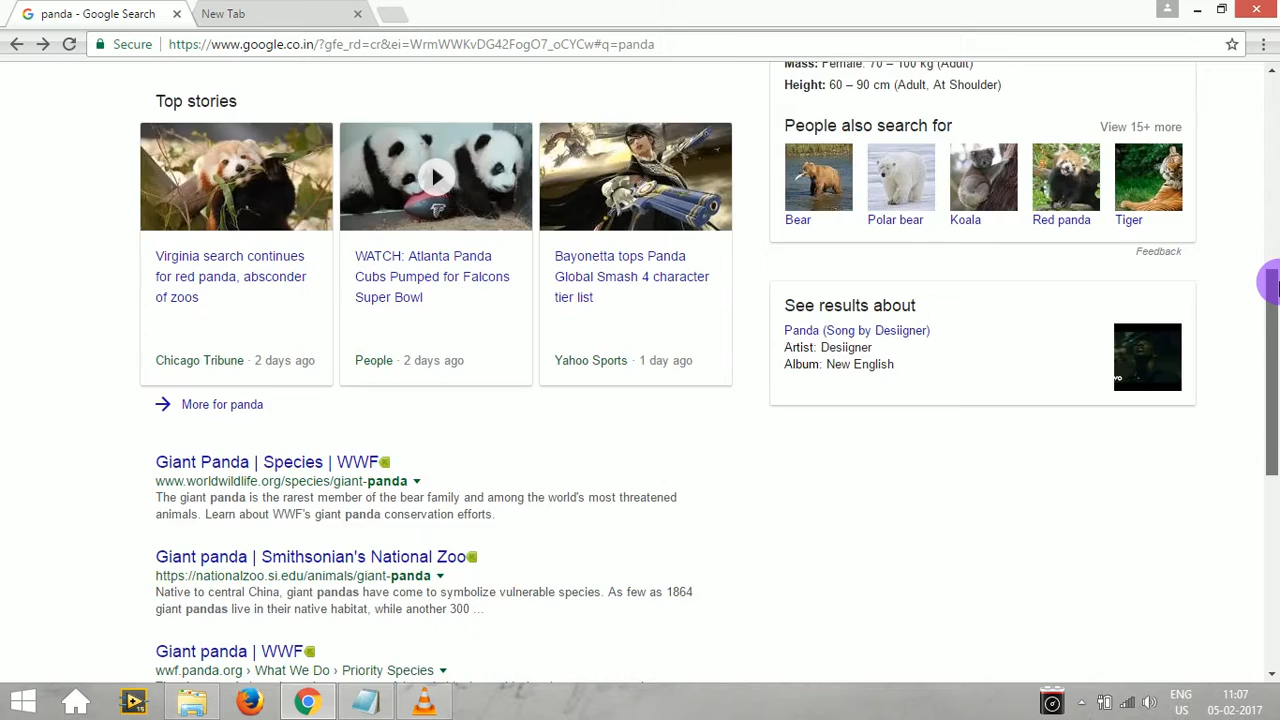 panda - Google Search
New Tab
Secure
https://www.google.co.in/?gfe_rd=cr&ei=WrmWWKvDG42FogO7_oCYCw#q=panda
Mass: Female: 70 – 100 kg (Adult)
Height: 60 – 90 cm (Adult, At Shoulder)
Top stories
People also search for
View 15+ more
Bear
Polar bear
Koala
Red panda
Tiger
Feedback
Virginia search continues
for red panda, absconder
of zoos
Chicago Tribune · 2 days ago
WATCH: Atlanta Panda
Cubs Pumped for Falcons
Super Bowl
People · 2 days ago
Bayonetta tops Panda
Global Smash 4 character
tier list
Yahoo Sports · 1 day ago
See results about
Panda (Song by Desiigner)
Artist: Desiigner
Album: New English
vo
More for panda
Giant Panda | Species | WWF
www.worldwildlife.org/species/giant-panda
The giant panda is the rarest member of the bear family and among the world's most threatened
animals. Learn about WWF's giant panda conservation efforts.
Giant panda | Smithsonian's National Zoo
https://nationalzoo.si.edu/animals/giant-panda
Native to central China, giant pandas have come to symbolize vulnerable species. As few as 1864
giant pandas live in their native habitat, while another 300 ...
Giant panda | WWF
wwf.panda.org › What We Do › Priority Species
15
ENG
US
11:07
05-02-2017